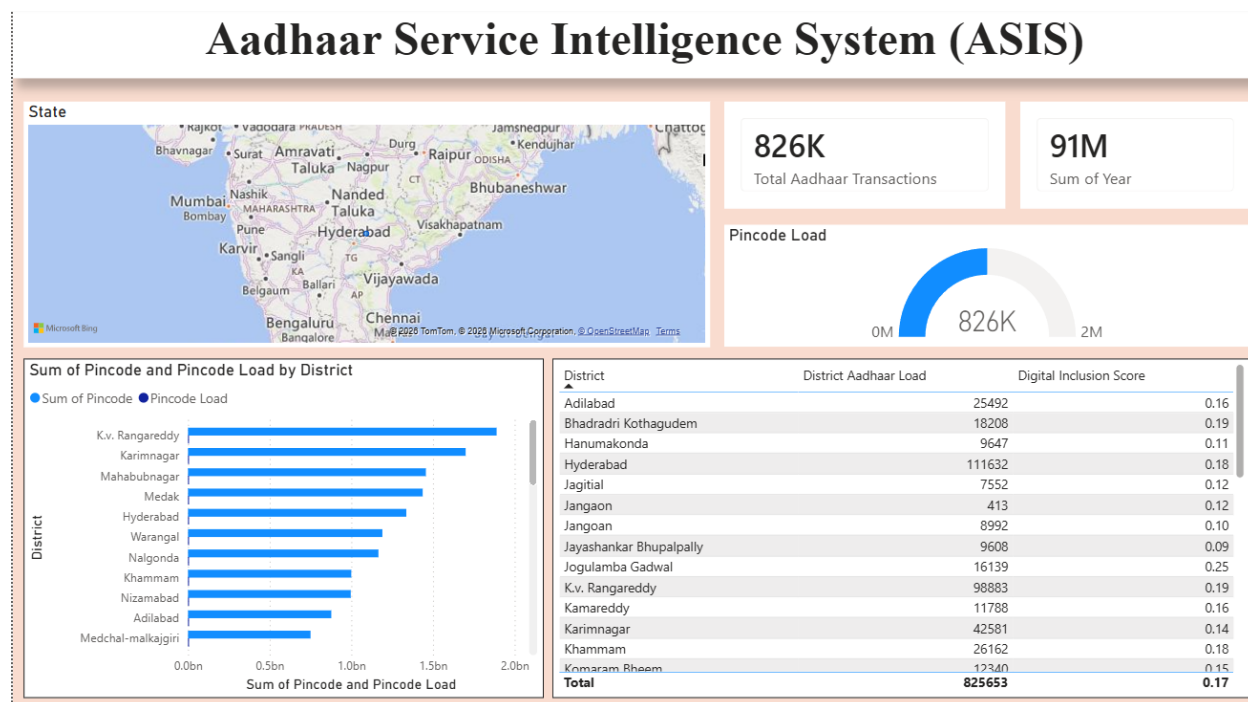 Aadhaar Service Intelligence System (ASIS)
State
Rajkot Vadodara PRADESH Jamshedpur
Bhavnagar Surat Amravati Durg Raipur ODISHA Kendujhar
Taluka Nagpur
CT
Bhubaneshwar
Nashik Nanded
Mumbai MAHARASHTRA Taluka
Bombay
Pune Hyderabad Visakhapatnam
Karvir Sangli TG
KA Vijayawada
Belgaum Ballari AP
Bengaluru Chennai
Bangalore
Microsoft Bing
© 2026 TomTom, © 2026 Microsoft Corporation, © OpenStreetMap Terms
826K
Total Aadhaar Transactions
91M
Sum of Year
Pincode Load
826K
0M 2M
Sum of Pincode and Pincode Load by District
Sum of Pincode Pincode Load
District
K.v. Rangareddy
Karimnagar
Mahabubnagar
Medak
Hyderabad
Warangal
Nalgonda
Khammam
Nizamabad
Adilabad
Medchal-malkajgiri
0.0bn 0.5bn 1.0bn 1.5bn 2.0bn
Sum of Pincode and Pincode Load
District District Aadhaar Load Digital Inclusion Score
Adilabad 25492 0.16
Bhadradri Kothagudem 18208 0.19
Hanumakonda 9647 0.11
Hyderabad 111632 0.18
Jagitial 7552 0.12
Jangaon 413 0.12
Jangoan 8992 0.10
Jayashankar Bhupalpally 9608 0.09
Jogulamba Gadwal 16139 0.25
K.v. Rangareddy 98883 0.19
Kamareddy 11788 0.16
Karimnagar 42581 0.14
Khammam 26162 0.18
Komaram Bheem 12340 0.15
Total 825653 0.17